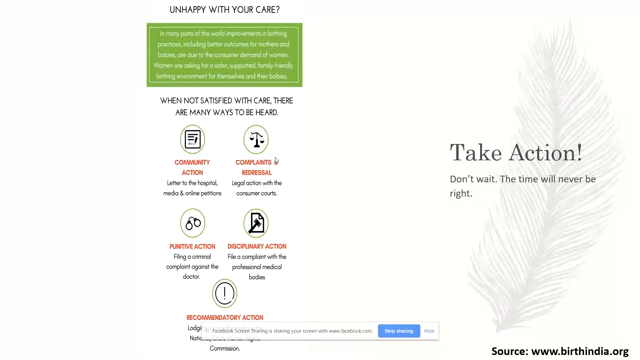 UNHAPPY WITH YOUR CARE?
In many parts of the world improvements in birthing
practices, including better outcomes for mothers and
babies, are due to the consumer demand of women.
Women are asking for a safer, supported, family-friendly
birthing environment for themselves and their babies.
WHEN NOT SATISFIED WITH CARE, THERE
ARE MANY WAYS TO BE HEARD.
COMMUNITY
ACTION
Letter to the hospital,
media & online petitions
COMPLAINTS
REDRESSAL
Legal action with the
consumer courts.
PUNITIVE ACTION
Filing a criminal
complaint against the
doctor.
DISCIPLINARY ACTION
File a complaint with the
professional medical
bodies
RECOMMENDATORY ACTION
Commission.
Facebook Screen Sharing is sharing your screen with www.facebook.com.
Stop sharing
Hide
Take Action!
Don't wait. The time will never be
right.
Source: www.birthindia.org